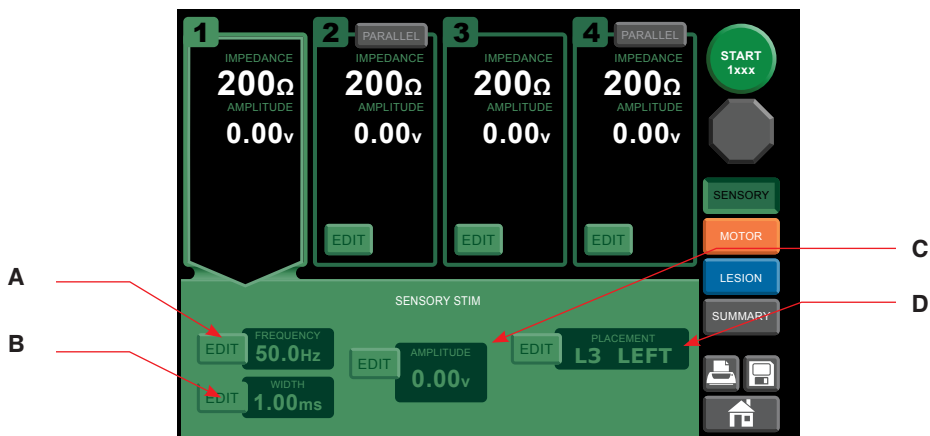 1
2 PARALLEL
3
4 PARALLEL
IMPEDANCE
200Ω
AMPLITUDE
0.00v
IMPEDANCE
200Ω
AMPLITUDE
0.00v
EDIT
IMPEDANCE
200Ω
AMPLITUDE
0.00v
EDIT
IMPEDANCE
200Ω
AMPLITUDE
0.00v
EDIT
START
1xxx
SENSORY
MOTOR
LESION
SUMMARY
SENSORY STIM
EDIT
FREQUENCY
50.0Hz
EDIT
WIDTH
1.00ms
EDIT
AMPLITUDE
0.00v
EDIT
PLACEMENT
L3 LEFT
A
B
C
D